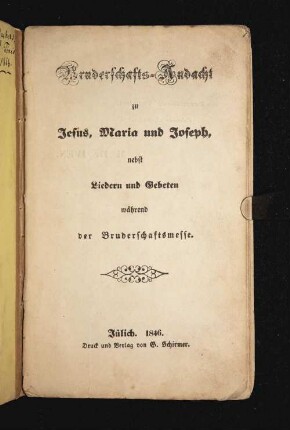 Bruderschafts-Andacht
zu
Jesus, Maria und Joseph,
nebst
Liedern und Gebeten
während
der Bruderschaftsmesse.
Jülich. 1846.
Druck und Verlag von G. Schirmer.